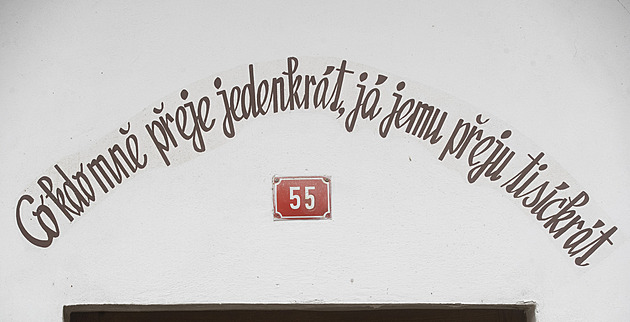 Co kdo mně přeje jedenkrát, já jemu přeju tisíckrát
55